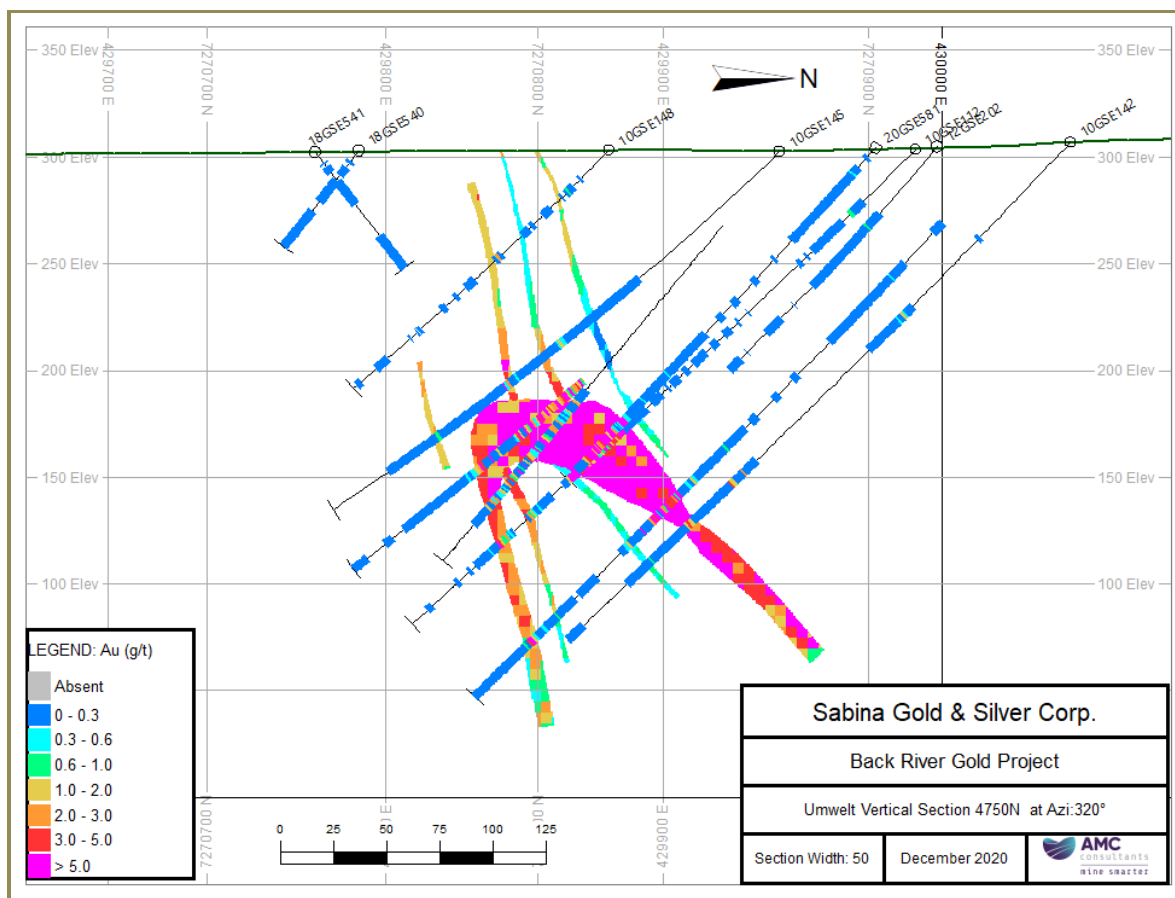 350 Elev
350 Elev
300 Elev
300 Elev
250 Elev
250 Elev
200 Elev
200 Elev
150 Elev
150 Elev
100 Elev
100 Elev
429700 E
7270700 N
429800 E
7270800 N
429900 E
7270900 N
430000 E
N
18GSE541
18GSE540
10GSE148
10GSE145
20GSE581
10GSE112
12GSE202
10GSE142
LEGEND: Au (g/t)
Absent
0 - 0.3
0.3 - 0.6
0.6 - 1.0
1.0 - 2.0
2.0 - 3.0
3.0 - 5.0
> 5.0
7270700 N
429800 E
429900 E
0 25 50 75 100 125
Sabina Gold & Silver Corp.
Back River Gold Project
Umwelt Vertical Section 4750N at Azi:320°
Section Width: 50
December 2020
AMC
consultants
mine smarter